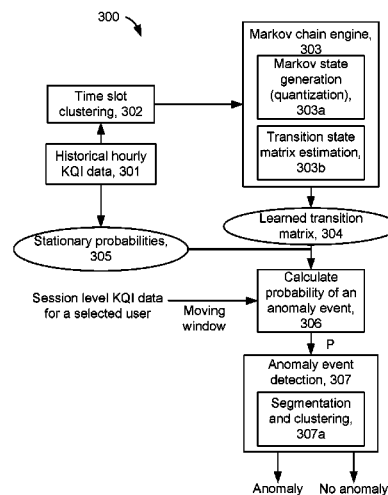 300
Markov chain engine,
303
Markov state
generation
(quantization),
303a
Time slot
clustering, 302
Transition state
matrix estimation,
303b
Historical hourly
KQI data, 301
Learned transition
matrix, 304
Stationary probabilities,
305
Calculate
probability of an
anomaly event,
306
Session level KQI data
for a selected user
Moving
window
P
Anomaly event
detection, 307
Segmentation
and clustering,
307a
Anomaly
No anomaly